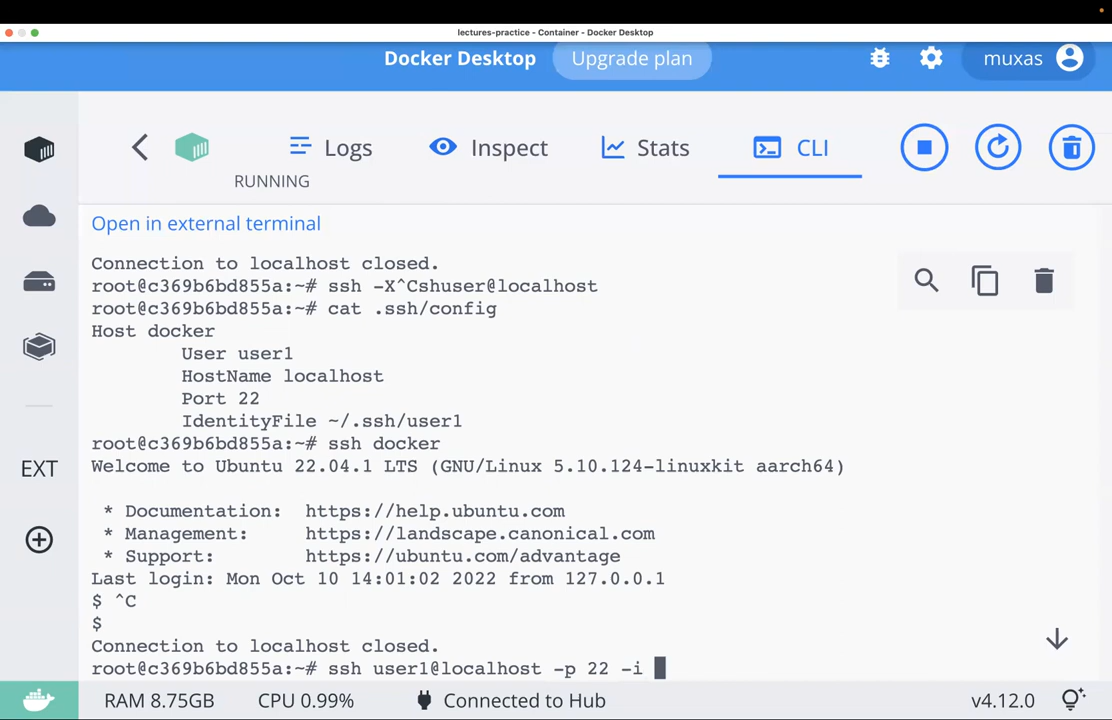 lectures-practice - Container - Docker Desktop
Docker Desktop Upgrade plan muxas
Logs Inspect Stats CLI
RUNNING
Open in external terminal
Connection to localhost closed.
root@c369b6bd855a:~# ssh -X^Cshuser@localhost
root@c369b6bd855a:~# cat .ssh/config
Host docker
        User user1
        HostName localhost
        Port 22
        IdentityFile ~/.ssh/user1
root@c369b6bd855a:~# ssh docker
Welcome to Ubuntu 22.04.1 LTS (GNU/Linux 5.10.124-linuxkit aarch64)
 * Documentation:  https://help.ubuntu.com
 * Management:     https://landscape.canonical.com
 * Support:        https://ubuntu.com/advantage
Last login: Mon Oct 10 14:01:02 2022 from 127.0.0.1
$ ^C
$
Connection to localhost closed.
root@c369b6bd855a:~# ssh user1@localhost -p 22 -i
EXT
RAM 8.75GB CPU 0.99% Connected to Hub v4.12.0